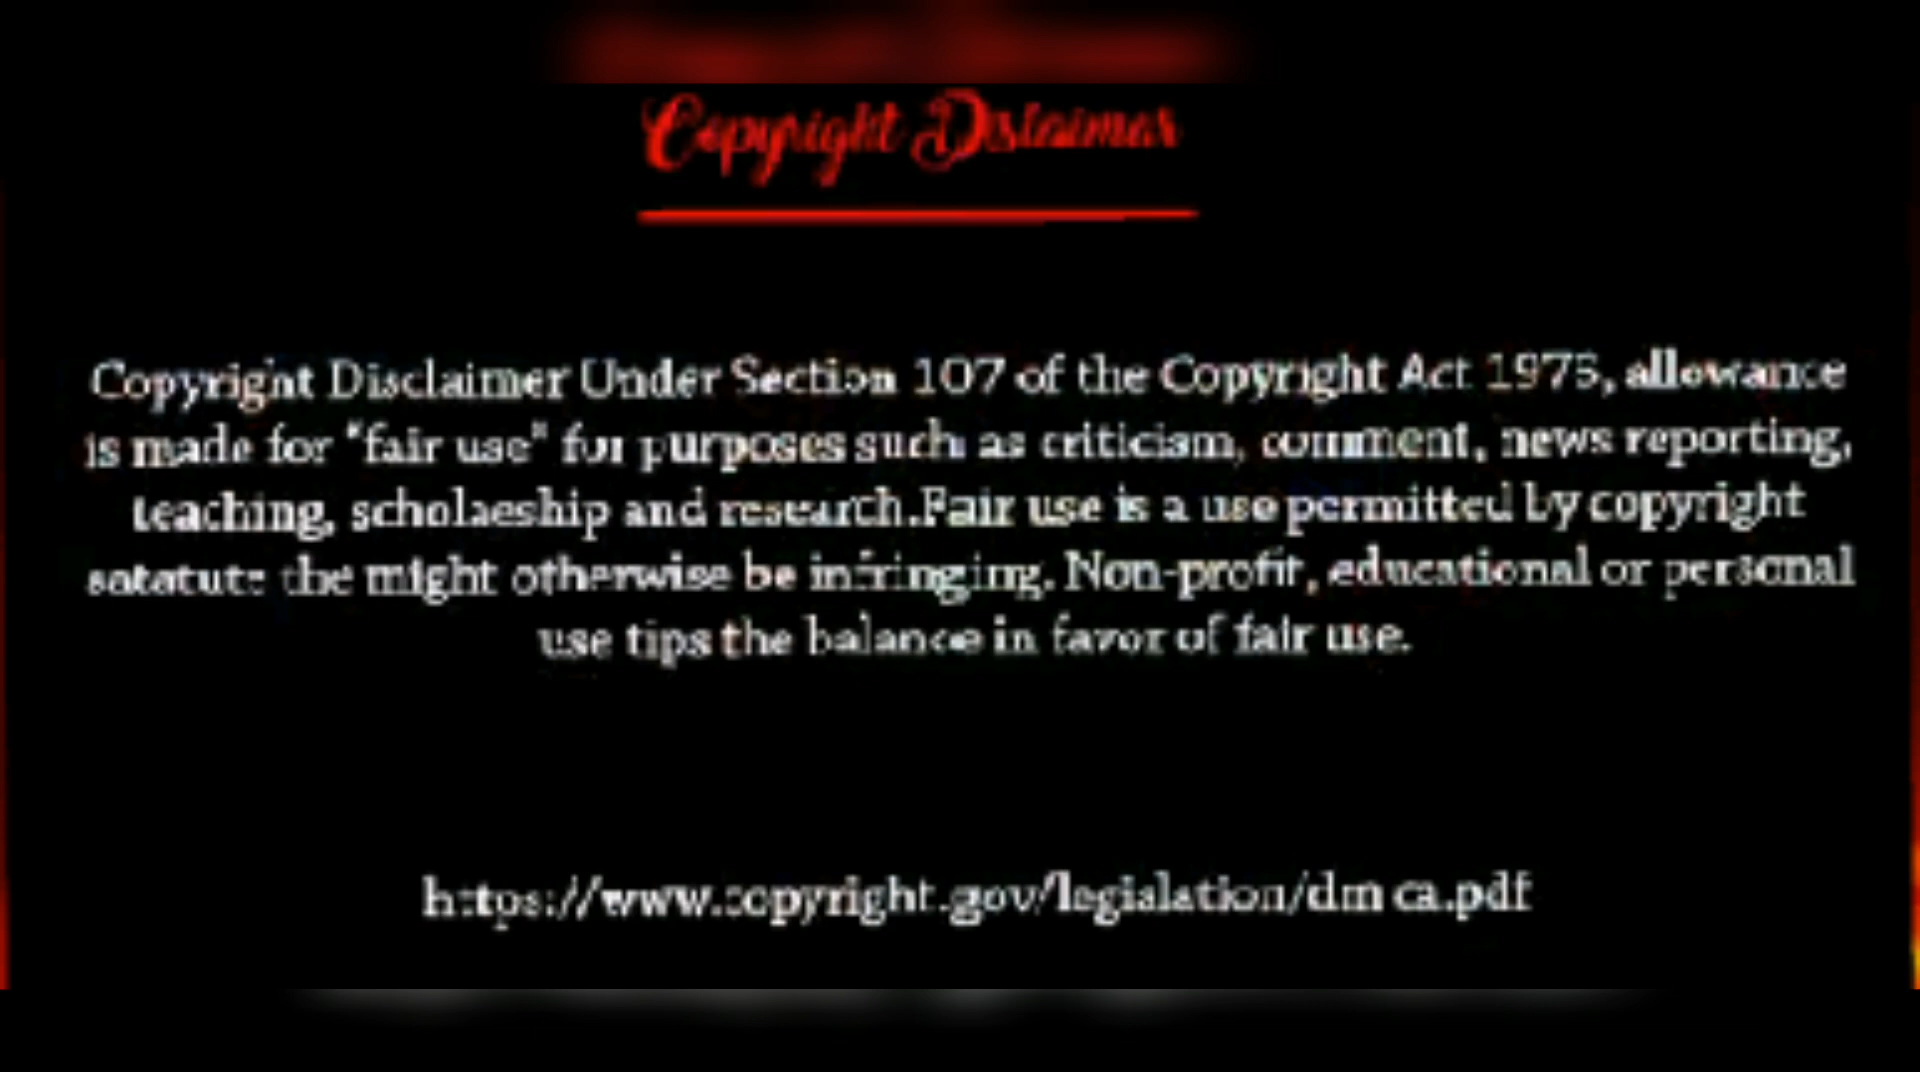 Copyright Dislaimar
Copyright Disclaimer Under Section 107 of the Copyright Act 1975, allowance
is made for "fair use" for purposes such as criticism, comment, news reporting,
teaching, scholaeship and research.Fair use is a use permitted by copyright
satatute the might otherwise be infringing. Non-profit, educational or personal
use tips the balance in favor of fair use.
https://www.copyright.gov/legislation/dmca.pdf